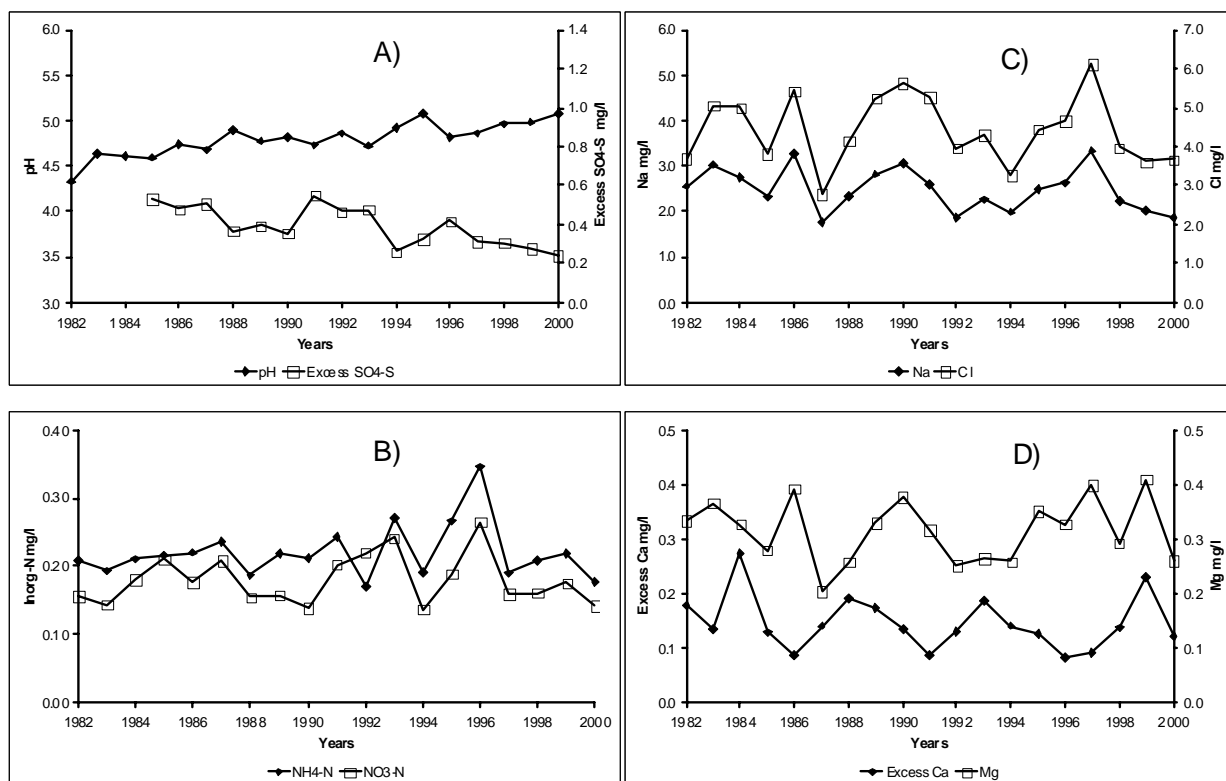 A)
6.0
5.5
5.0
4.5
4.0
3.5
3.0
pH
1.4
1.2
1.0
0.8
0.6
0.4
0.2
0.0
Excess SO4-S mg/l
1982 1984 1986 1988 1990 1992 1994 1996 1998 2000
Years
pH Excess SO4-S
C)
6.0
5.0
4.0
3.0
2.0
1.0
0.0
Na mg/l
7.0
6.0
5.0
4.0
3.0
2.0
1.0
0.0
Cl mg/l
1982 1984 1986 1988 1990 1992 1994 1996 1998 2000
Years
Na Cl
B)
0.40
0.30
0.20
0.10
0.00
Inorg-N mg/l
1982 1984 1986 1988 1990 1992 1994 1996 1998 2000
Years
NH4-N NO3-N
D)
0.5
0.4
0.3
0.2
0.1
0.0
Excess Ca mg/l
0.5
0.4
0.3
0.2
0.1
0.0
Mg mg/l
1982 1984 1986 1988 1990 1992 1994 1996 1998 2000
Years
Excess Ca Mg